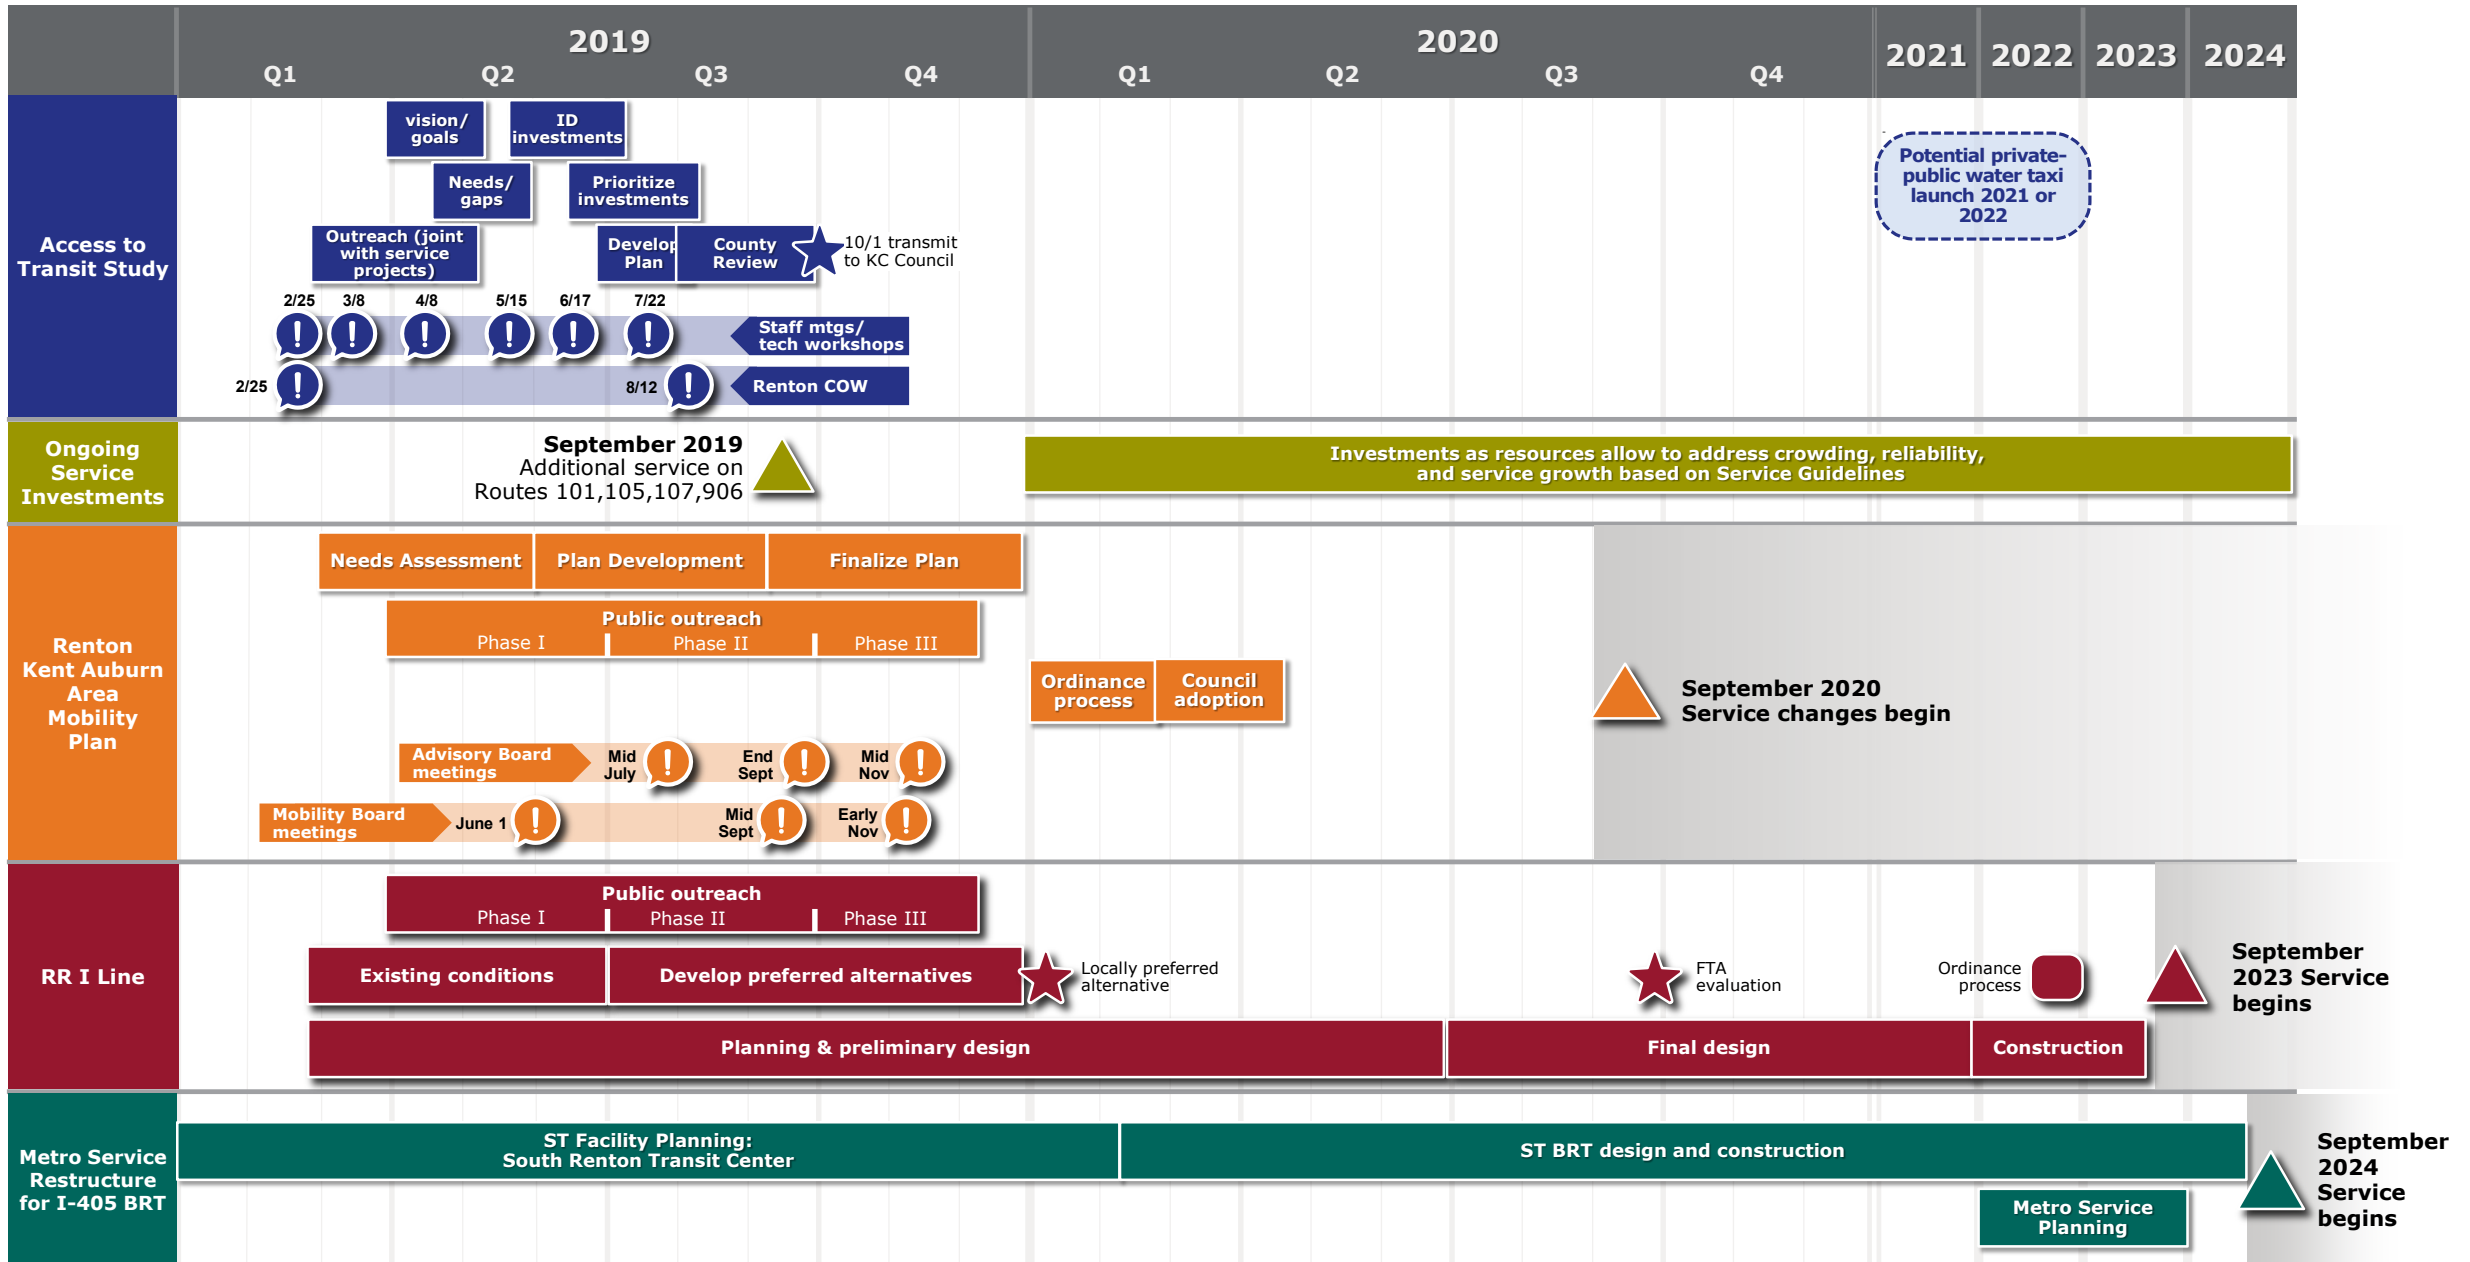 2019
2020
2021
2022
2023
2024
Q1
Q2
Q3
Q4
Q1
Q2
Q3
Q4
Access to
Transit Study
vision/
goals
ID
investments
Needs/
gaps
Prioritize
investments
Outreach (joint
with service
projects)
Develop
Plan
County
Review
10/1 transmit
to KC Council
Potential private-
public water taxi
launch 2021 or
2022
2/25
3/8
4/8
5/15
6/17
7/22
!
!
!
!
!
!
Staff mtgs/
tech workshops
2/25
!
8/12
!
Renton COW
Ongoing
Service
Investments
September 2019
Additional service on
Routes 101,105,107,906
Investments as resources allow to address crowding, reliability,
and service growth based on Service Guidelines
Renton
Kent Auburn
Area
Mobility
Plan
Needs Assessment
Plan Development
Finalize Plan
Public outreach
Phase I
Phase II
Phase III
Ordinance
process
Council
adoption
September 2020
Service changes begin
Advisory Board
meetings
Mid
July
!
End
Sept
!
Mid
Nov
!
Mobility Board
meetings
June 1
!
Mid
Sept
!
Early
Nov
!
RR I Line
Public outreach
Phase I
Phase II
Phase III
Existing conditions
Develop preferred alternatives
Locally preferred
alternative
FTA
evaluation
Ordinance
process
September
2023 Service
begins
Planning & preliminary design
Final design
Construction
Metro Service
Restructure
for I-405 BRT
ST Facility Planning:
South Renton Transit Center
ST BRT design and construction
Metro Service
Planning
September
2024
Service
begins